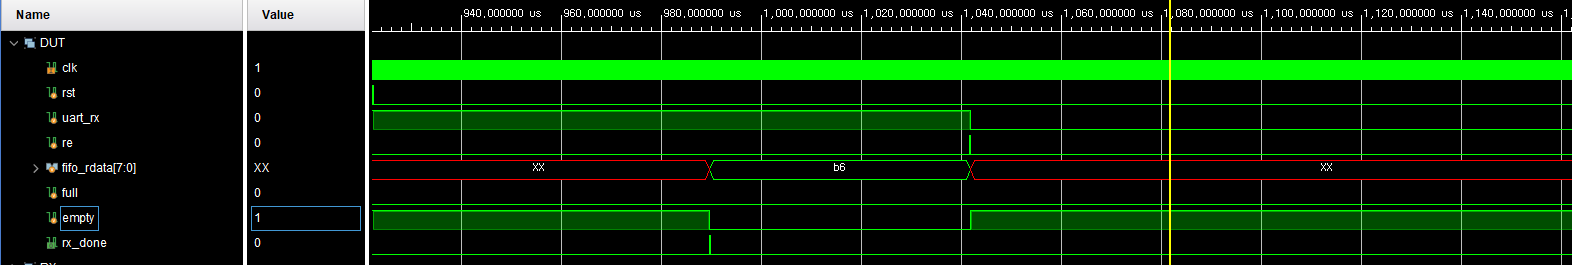 Name Value 940,000000 us 960,000000 us 980,000000 us 1,000,000000 us 1,020,000000 us 1,040,000000 us 1,060,000000 us 1,080,000000 us 1,100,000000 us 1,120,000000 us 1,140,000000 us 1,
DUT
clk 1
rst 0
uart_rx 0
re 0
fifo_rdata[7:0] XX XX b6 XX
full 0
empty 1
rx_done 0